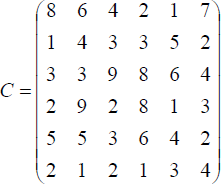 8 6 4 2 1 7
1 4 3 3 5 2
3 3 9 8 6 4
C =
2 9 2 8 1 3
5 5 3 6 4 2
2 1 2 1 3 4